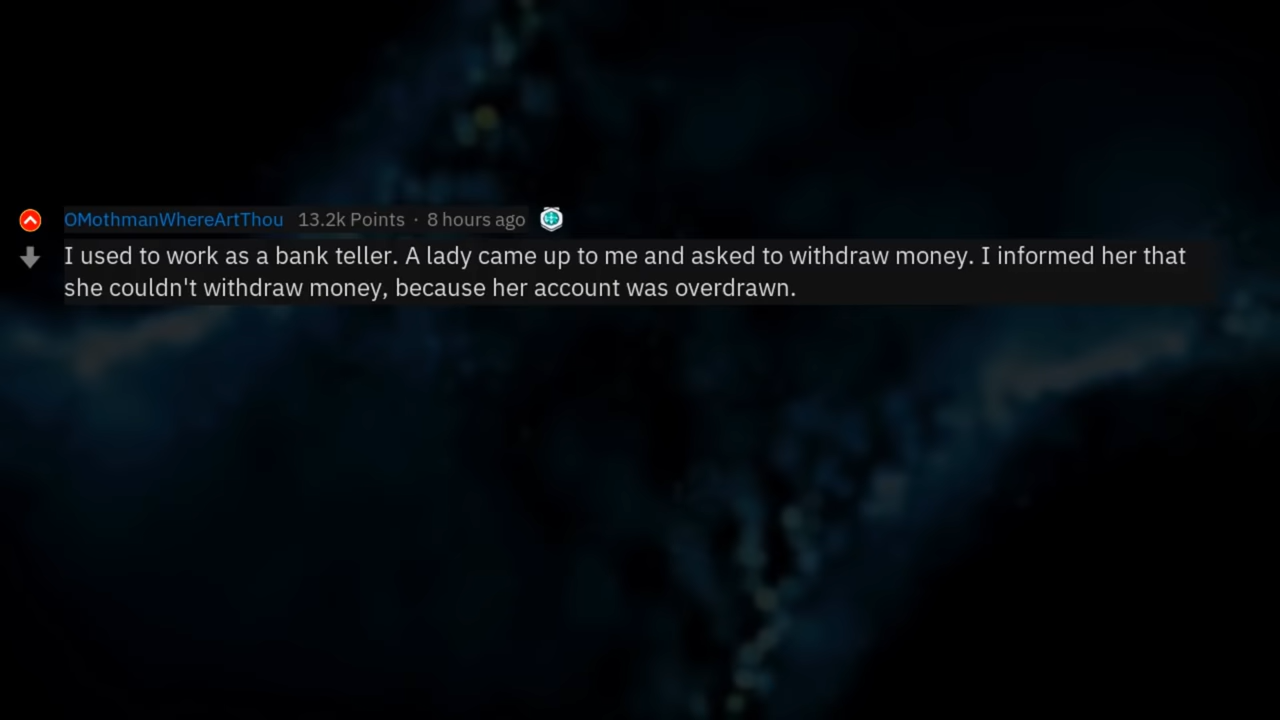 OMothmanWhereArtThou 13.2k Points · 8 hours ago
I used to work as a bank teller. A lady came up to me and asked to withdraw money. I informed her that
she couldn't withdraw money, because her account was overdrawn.